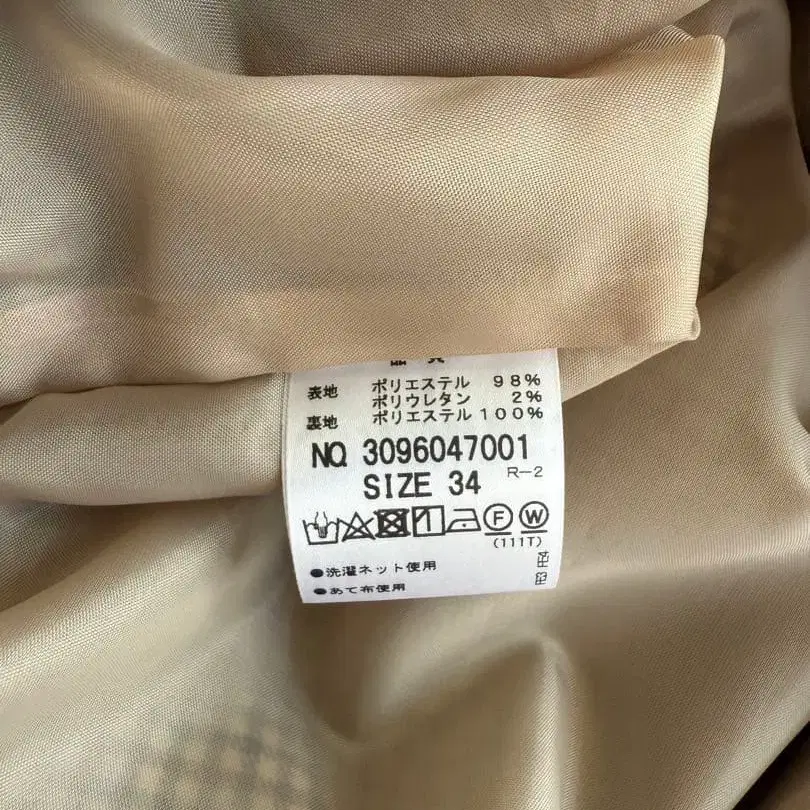 表地 ポリエステル 98%
ポリウレタン 2%
裏地 ポリエステル 100%
NO. 3096047001
SIZE 34 R-2
F W
(111T)
●洗濯ネット使用
●あて布使用